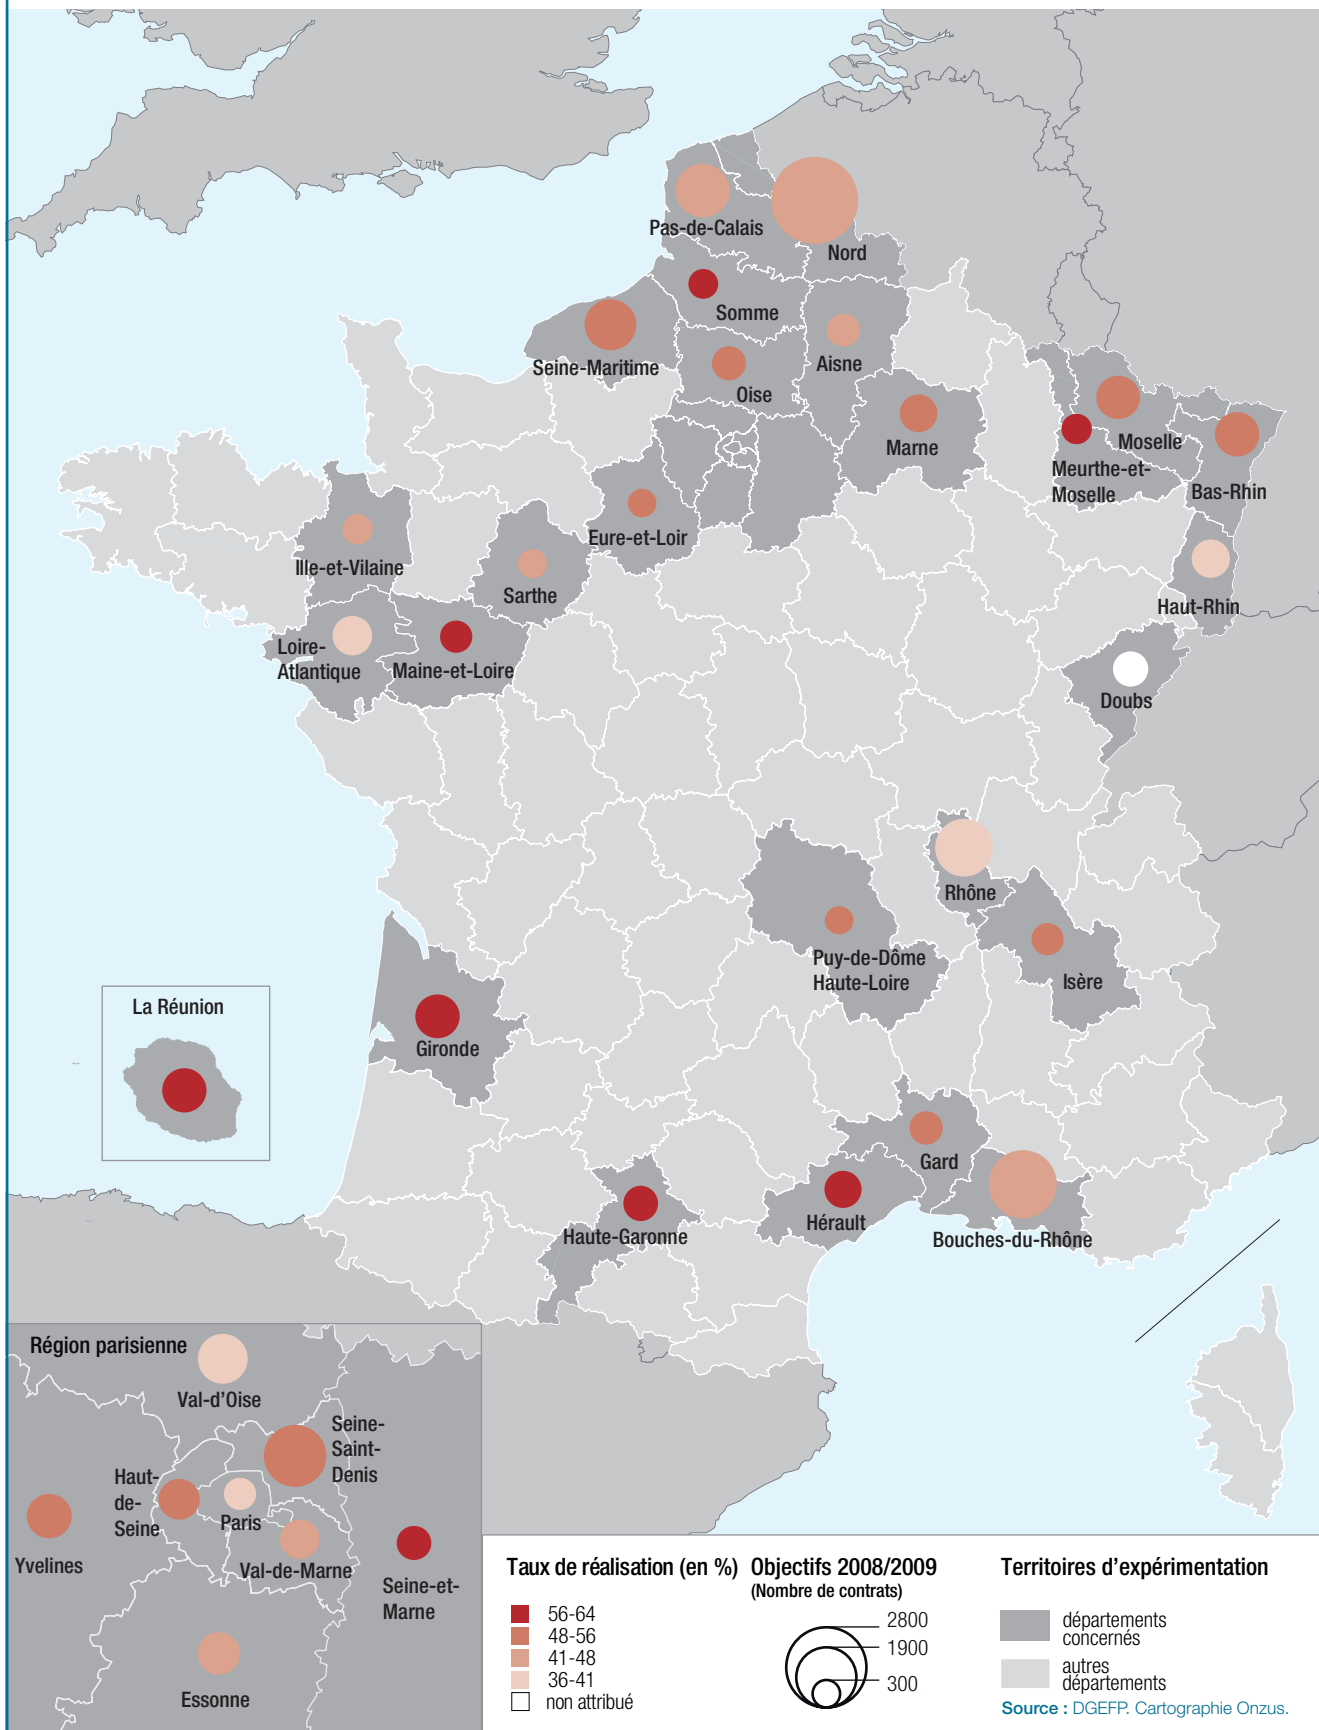 Pas-de-Calais
Nord
Somme
Seine-Maritime
Aisne
Oise
Marne
Moselle
Meurthe-et-
Moselle
Bas-Rhin
Eure-et-Loir
Ille-et-Vilaine
Sarthe
Haut-Rhin
Loire-
Atlantique
Maine-et-Loire
Doubs
Rhône
Puy-de-Dôme
Haute-Loire
Isère
La Réunion
Gironde
Gard
Hérault
Haute-Garonne
Bouches-du-Rhône
Région parisienne
Val-d'Oise
Seine-
Saint-
Denis
Haut-
de-
Seine
Paris
Yvelines
Val-de-Marne
Seine-et-
Marne
Essonne
Taux de réalisation (en %)
56-64
48-56
41-48
36-41
non attribué
Objectifs 2008/2009
(Nombre de contrats)
2800
1900
300
Territoires d'expérimentation
départements
concernés
autres
départements
Source : DGEFP. Cartographie Onzus.